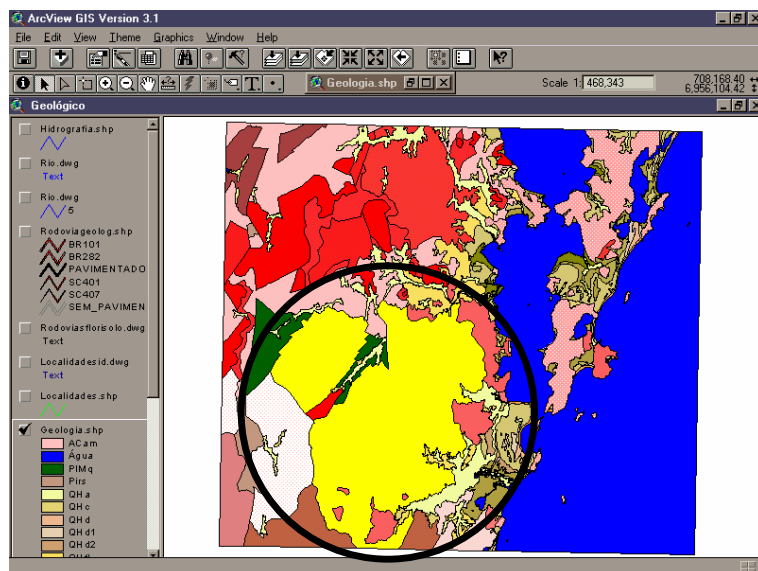 ArcView GIS Version 3.1
File Edit View Theme Graphics Window Help
Geologia.shp
Scale 1: 468,343
708,168.40
6,956,104.42
Geológico
Hidrografia.shp
Rio.dwg
Text
Rio.dwg
5
Rodoviageolog.shp
BR101
BR282
PAVIMENTADO
SC401
SC407
SEM_PAVIMEN
Rodoviasflorisolo.dwg
Text
Localidadesid.dwg
Text
Localidades.shp
Geologia.shp
ACam
Água
PIMq
Pirs
QHa
QHc
QHd
QHd1
QHd2